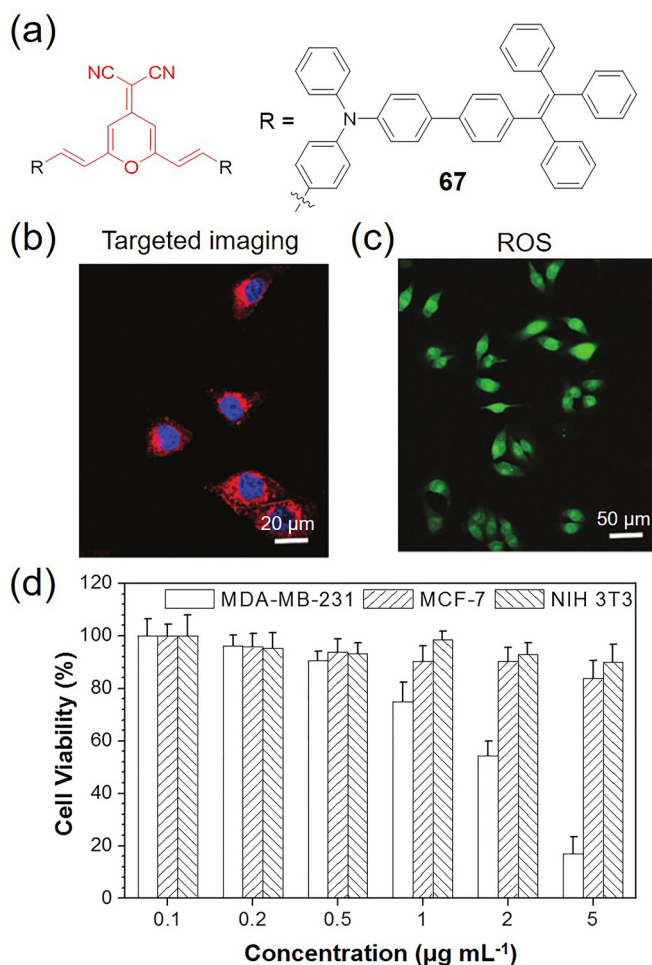 (a)
NC CN
R O R
R =
N
67
(b) Targeted imaging
20 µm
(c) ROS
50 µm
(d)
120
100
80
60
40
20
0
Cell Viability (%)
MDA-MB-231 MCF-7 NIH 3T3
0.1 0.2 0.5 1 2 5
Concentration (µg mL⁻¹)